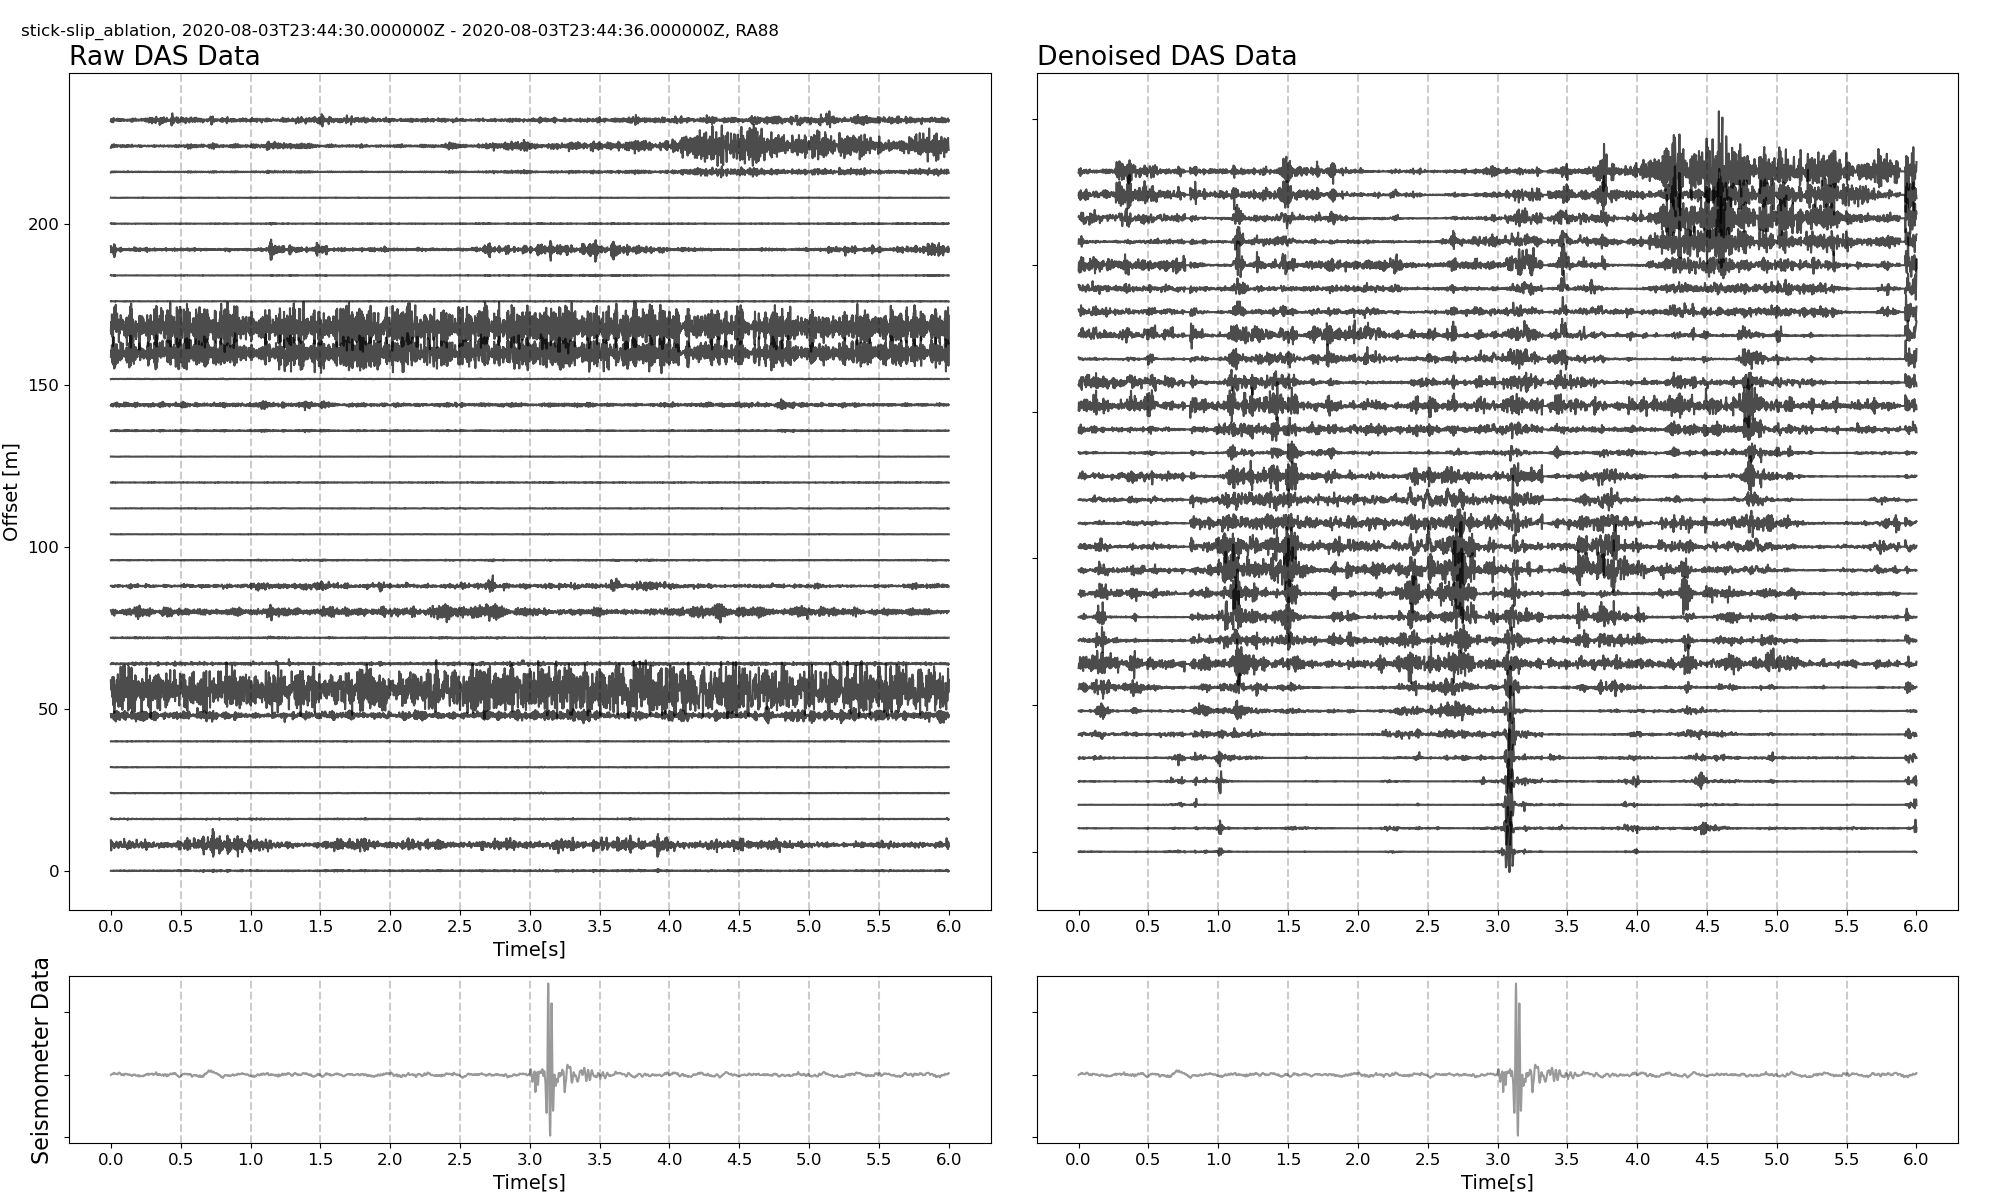 stick-slip_ablation, 2020-08-03T23:44:30.000000Z - 2020-08-03T23:44:36.000000Z, RA88
Raw DAS Data
Denoised DAS Data
Offset [m]
200
150
100
50
0
0.0 0.5 1.0 1.5 2.0 2.5 3.0 3.5 4.0 4.5 5.0 5.5 6.0
Time[s]
0.0 0.5 1.0 1.5 2.0 2.5 3.0 3.5 4.0 4.5 5.0 5.5 6.0
Seismometer Data
0.0 0.5 1.0 1.5 2.0 2.5 3.0 3.5 4.0 4.5 5.0 5.5 6.0
Time[s]
0.0 0.5 1.0 1.5 2.0 2.5 3.0 3.5 4.0 4.5 5.0 5.5 6.0
Time[s]